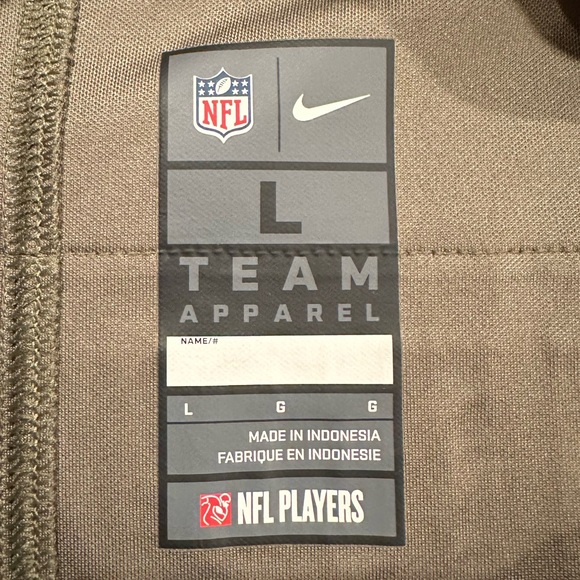 NFL
L
TEAM
APPAREL
NAME/#
L G G
MADE IN INDONESIA
FABRIQUE EN INDONESIE
NFL PLAYERS